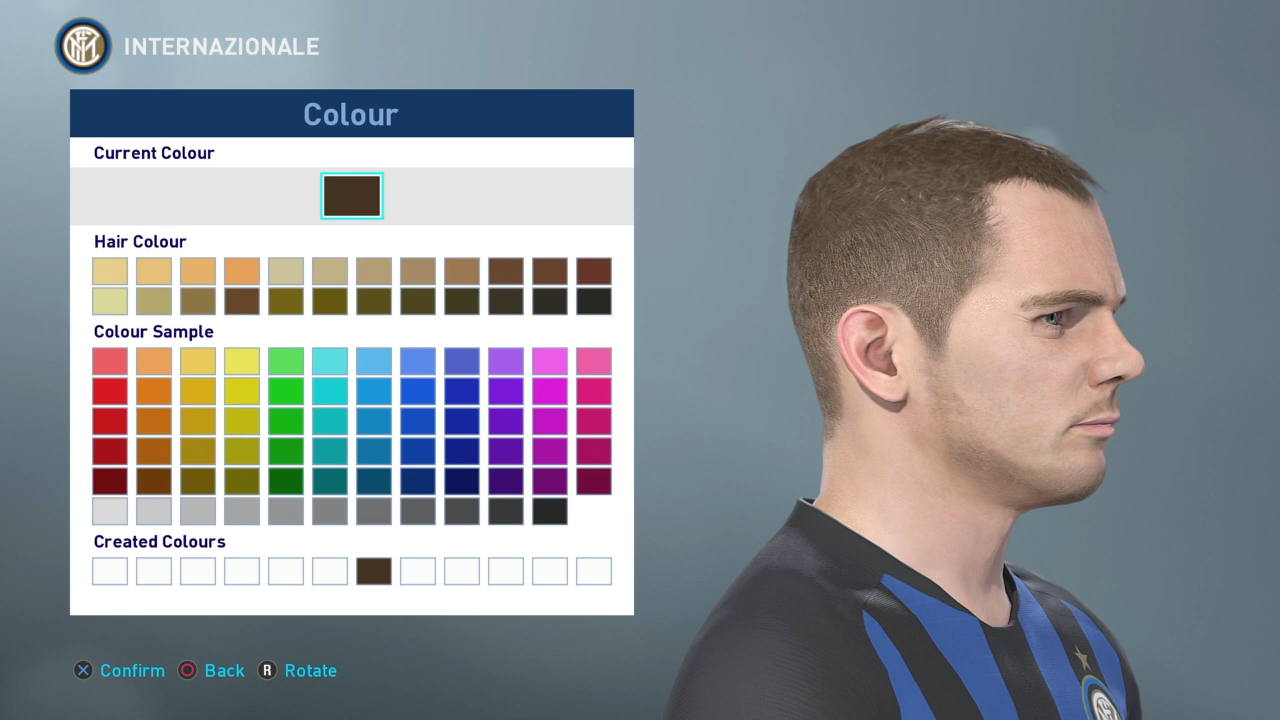 INTERNAZIONALE
Colour
Current Colour
Hair Colour
Colour Sample
Created Colours
Confirm Back R Rotate